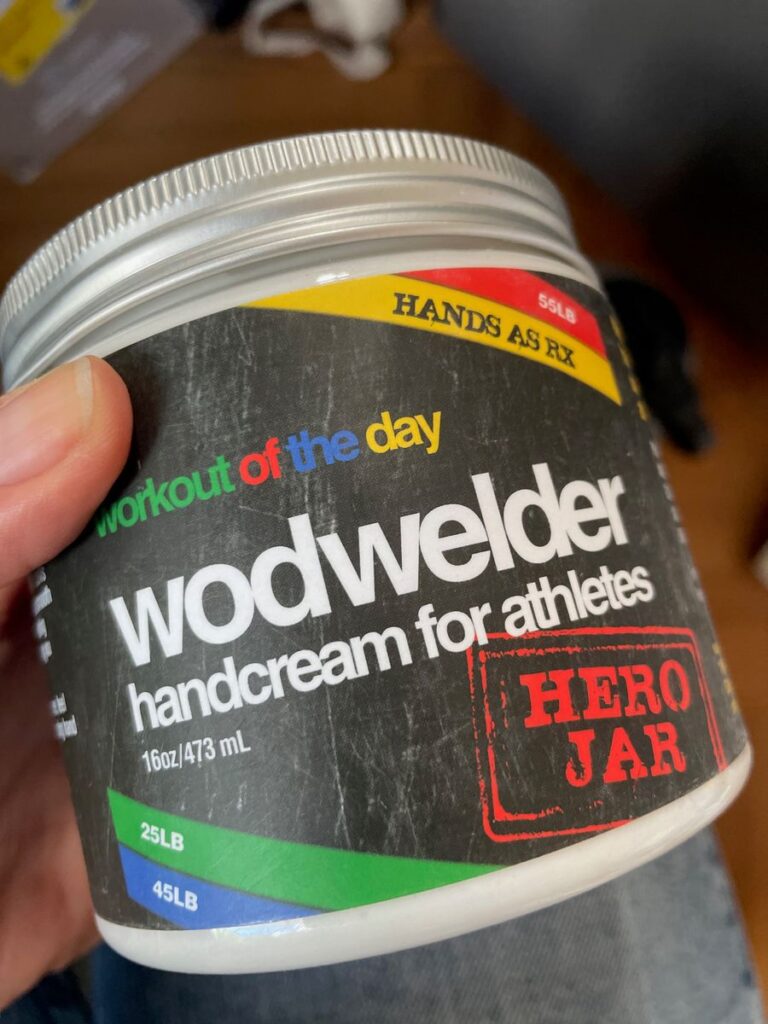 55LB
HANDS AS RX
workout of the day
wodwelder
handcream for athletes
16oz/473 mL
HERO
JAR
25LB
45LB